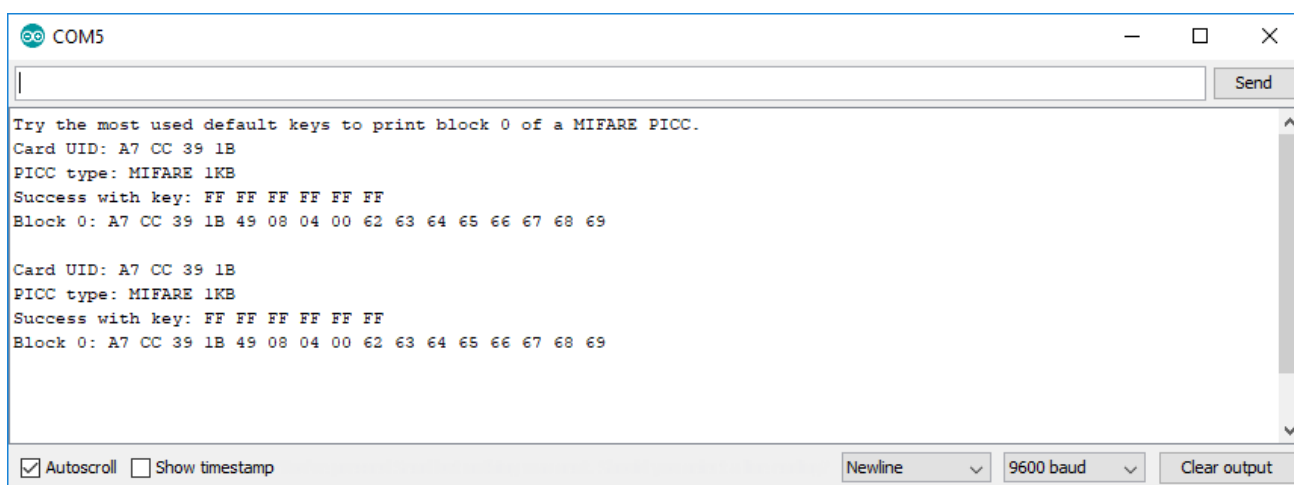 COM5
Send
Try the most used default keys to print block 0 of a MIFARE PICC.
Card UID: A7 CC 39 1B
PICC type: MIFARE 1KB
Success with key: FF FF FF FF FF FF
Block 0: A7 CC 39 1B 49 08 04 00 62 63 64 65 66 67 68 69
Card UID: A7 CC 39 1B
PICC type: MIFARE 1KB
Success with key: FF FF FF FF FF FF
Block 0: A7 CC 39 1B 49 08 04 00 62 63 64 65 66 67 68 69
Autoscroll Show timestamp Newline 9600 baud Clear output